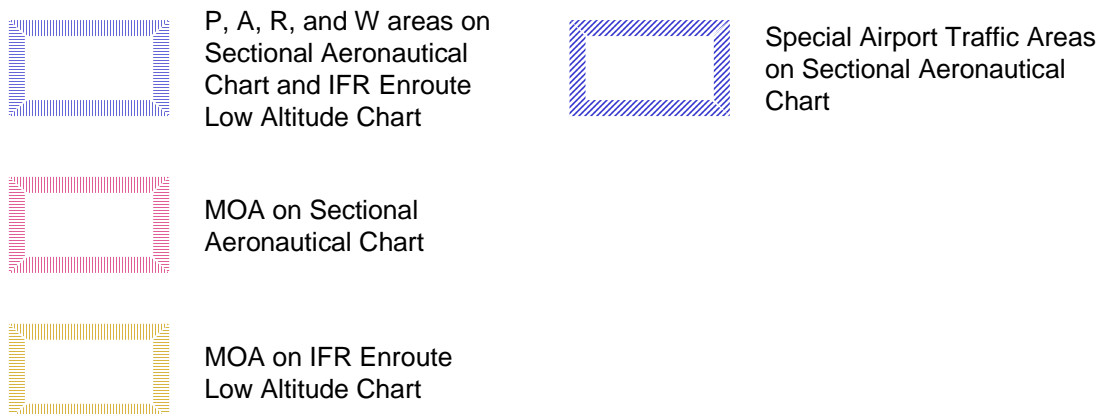 P, A, R, and W areas on
Sectional Aeronautical
Chart and IFR Enroute
Low Altitude Chart
Special Airport Traffic Areas
on Sectional Aeronautical
Chart
MOA on Sectional
Aeronautical Chart
MOA on IFR Enroute
Low Altitude Chart